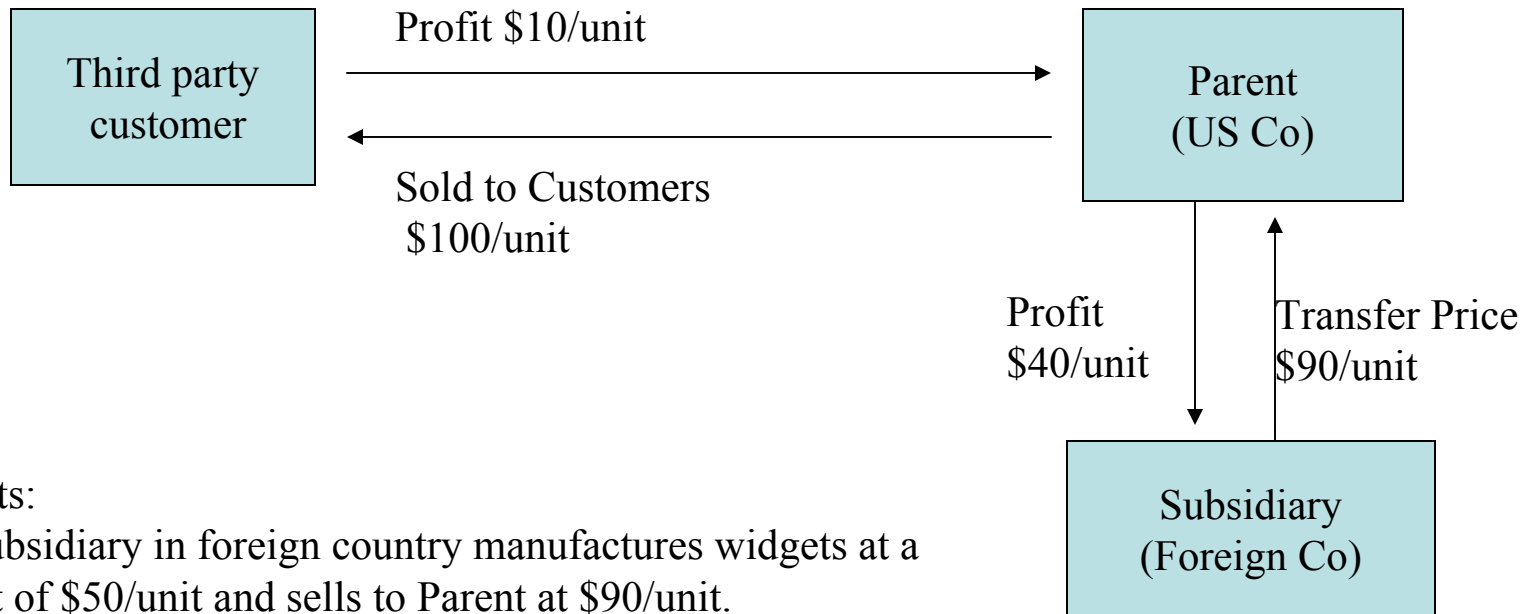 Profit $10/unit
Third party
customer
Parent
(US Co)
Sold to Customers
$100/unit
Profit
$40/unit
Transfer Price
$90/unit
ts:
ubsidiary in foreign country manufactures widgets at a
t of $50/unit and sells to Parent at $90/unit.
Subsidiary
(Foreign Co)